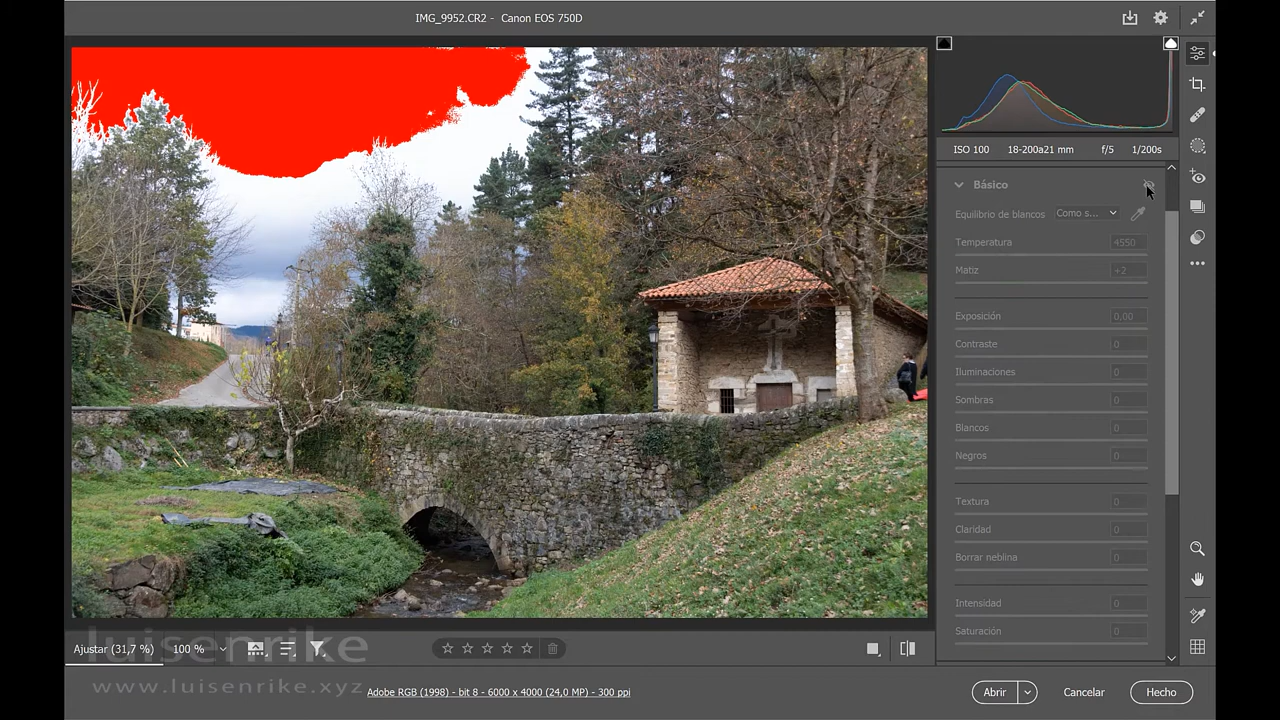 IMG_9952.CR2 - Canon EOS 750D
ISO 100 18-200a21 mm f/5 1/200s
Básico
Equilibrio de blancos Como s...
Temperatura 4550
Matiz +2
Exposición 0,00
Contraste 0
Iluminaciones 0
Sombras 0
Blancos 0
Negros 0
Textura 0
Claridad 0
Borrar neblina 0
Intensidad 0
Saturación 0
Ajustar (31,7 %) 100 %
luisenrike
www.luisenrike.xyz
Adobe RGB (1998) - bit 8 - 6000 x 4000 (24,0 MP) - 300 ppi
Abrir Cancelar Hecho